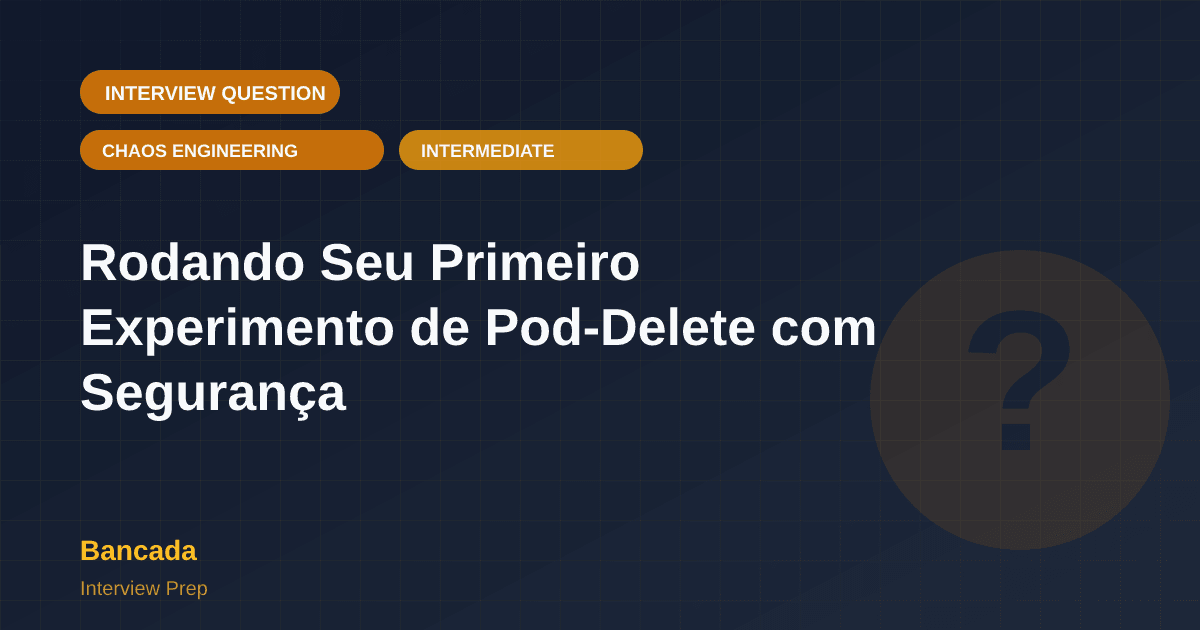 INTERVIEW QUESTION
CHAOS ENGINEERING
INTERMEDIATE
Rodando Seu Primeiro
Experimento de Pod-Delete com
Segurança
?
Bancada
Interview Prep